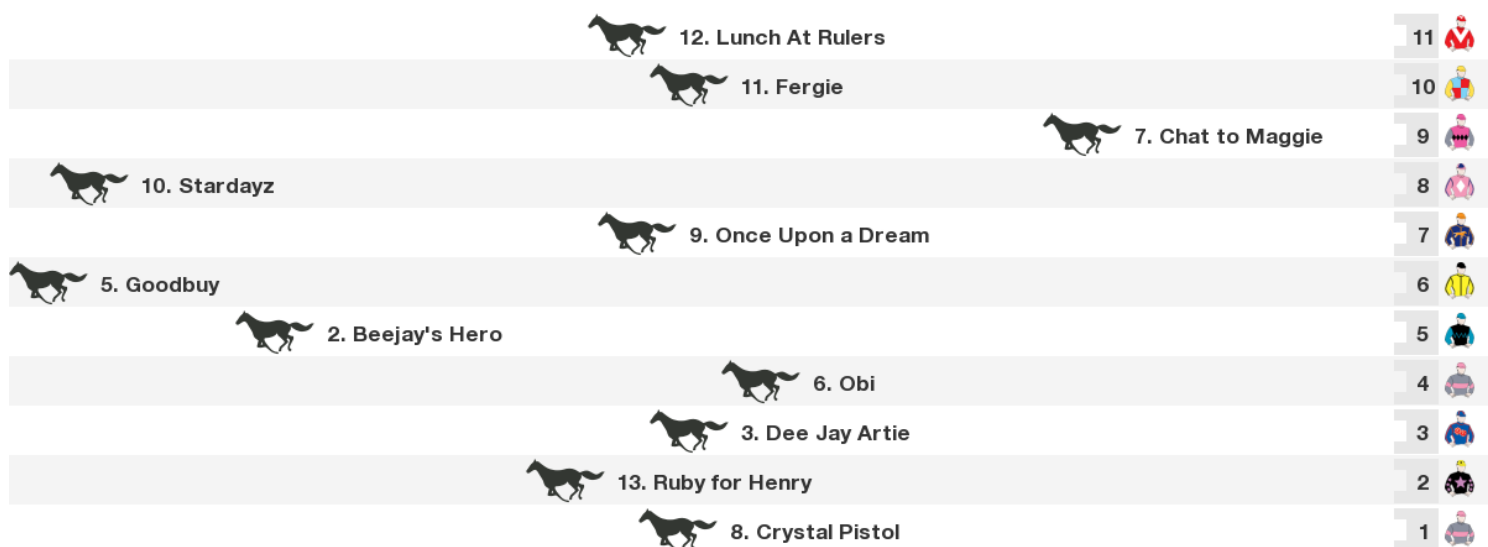 12. Lunch At Rulers 11
11. Fergie 10
7. Chat to Maggie 9
10. Stardayz 8
9. Once Upon a Dream 7
5. Goodbuy 6
2. Beejay's Hero 5
6. Obi 4
3. Dee Jay Artie 3
13. Ruby for Henry 2
8. Crystal Pistol 1